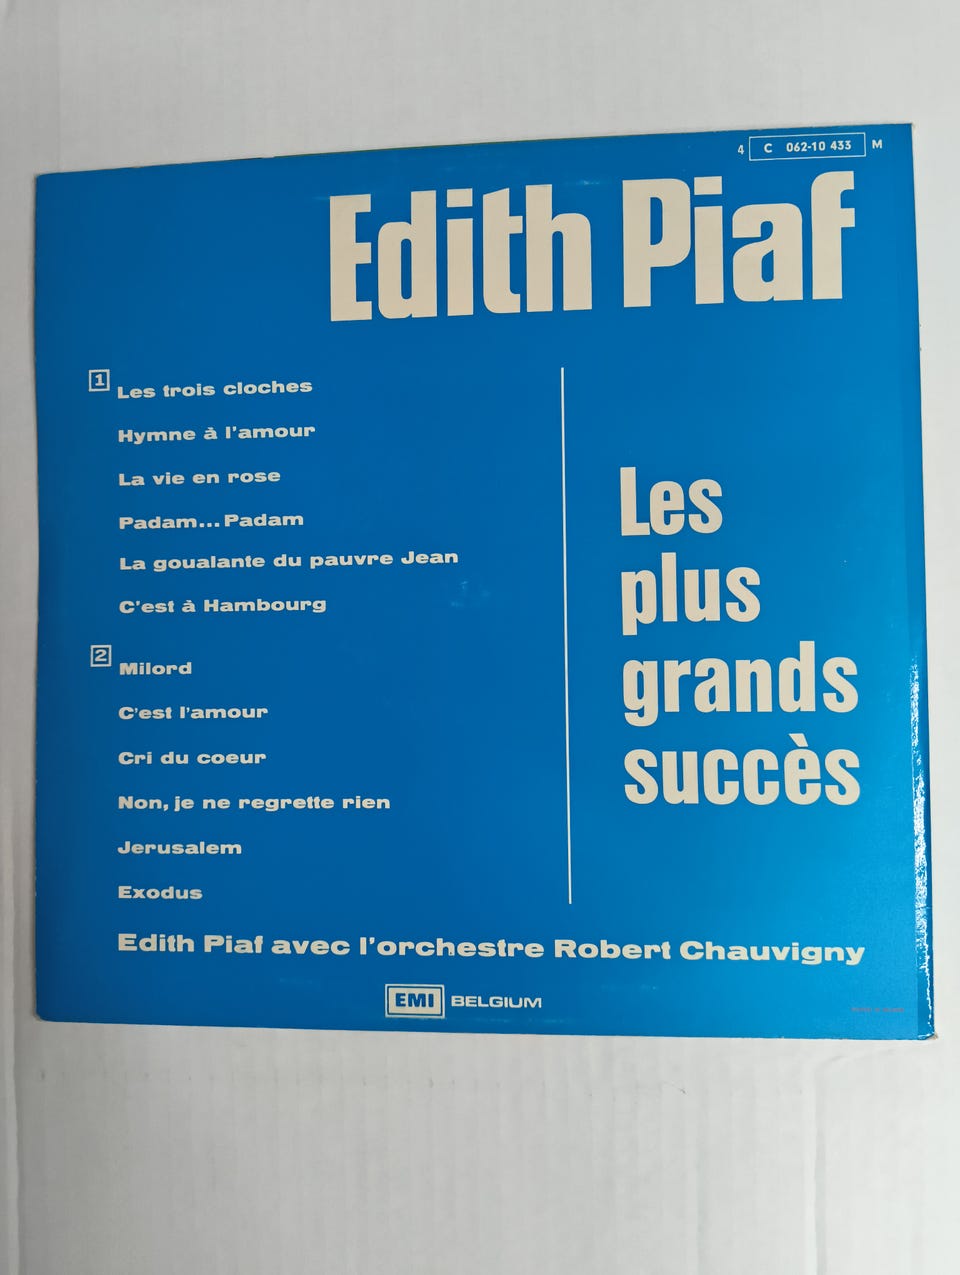 4 C 062-10 433 M
Edith Piaf
1 Les trois cloches
Hymne à l'amour
La vie en rose
Padam...Padam
La goualante du pauvre Jean
C'est à Hambourg
2 Milord
C'est l'amour
Cri du coeur
Non, je ne regrette rien
Jerusalem
Exodus
Les
plus
grands
succès
Edith Piaf avec l'orchestre Robert Chauvigny
EMI BELGIUM